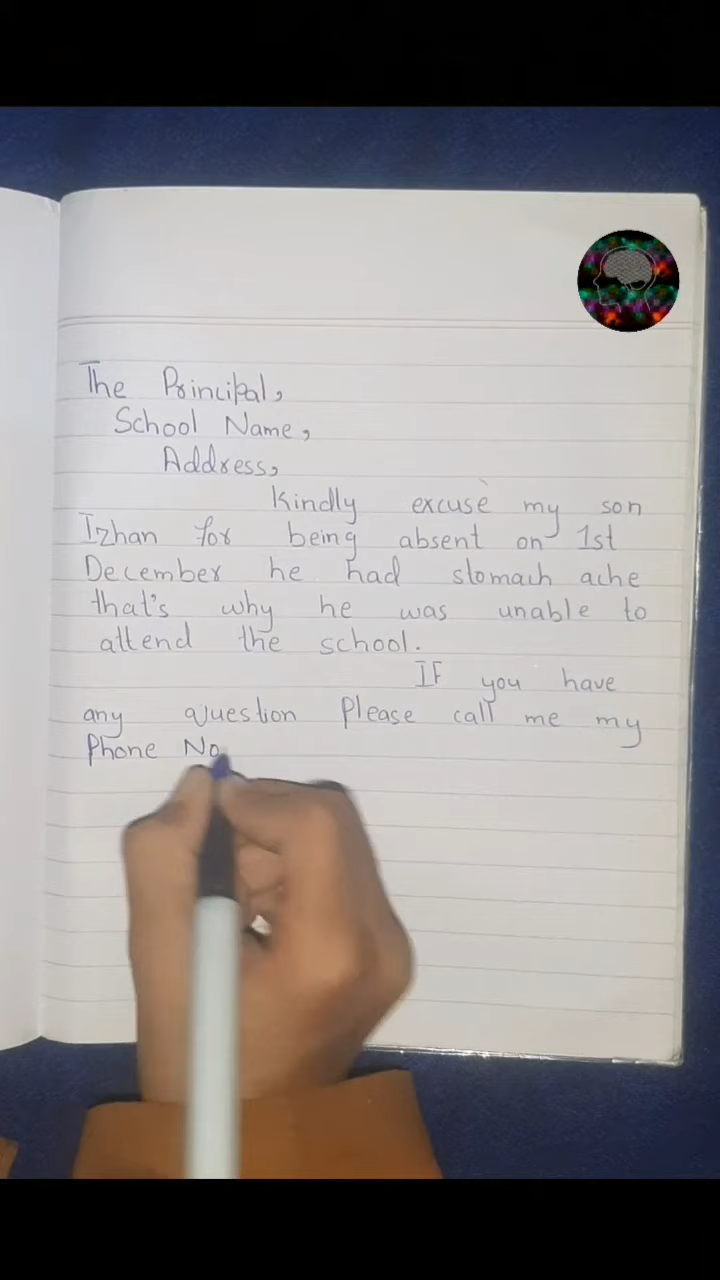 The Principal,
School Name,
Address,
Kindly excuse my son
Izhan for being absent on 1st
December he had stomach ache
that's why he was unable to
attend the school.
IF you have
any question Please call me my
Phone No